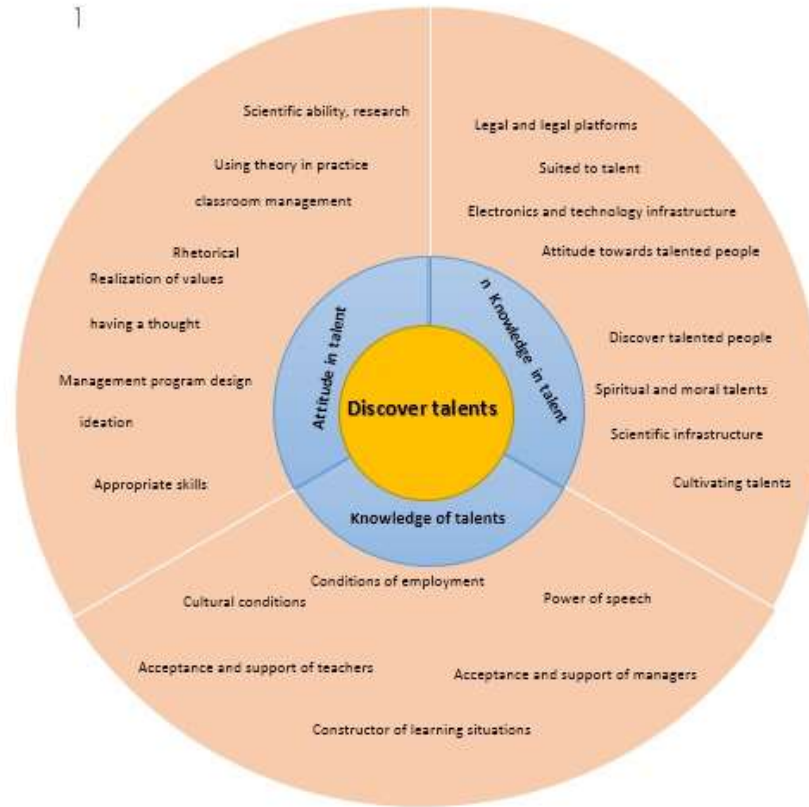 1
Scientific ability, research
Using theory in practice
classroom management
Rhetorical
Realization of values
having a thought
Management program design
ideation
Appropriate skills
Legal and legal platforms
Suited to talent
Electronics and technology infrastructure
Attitude towards talented people
Discover talented people
Spiritual and moral talents
Scientific infrastructure
Cultivating talents
Attitude in talent
n Knowledge in talent
Discover talents
Knowledge of talents
Conditions of employment
Cultural conditions
Power of speech
Acceptance and support of teachers
Acceptance and support of managers
Constructor of learning situations